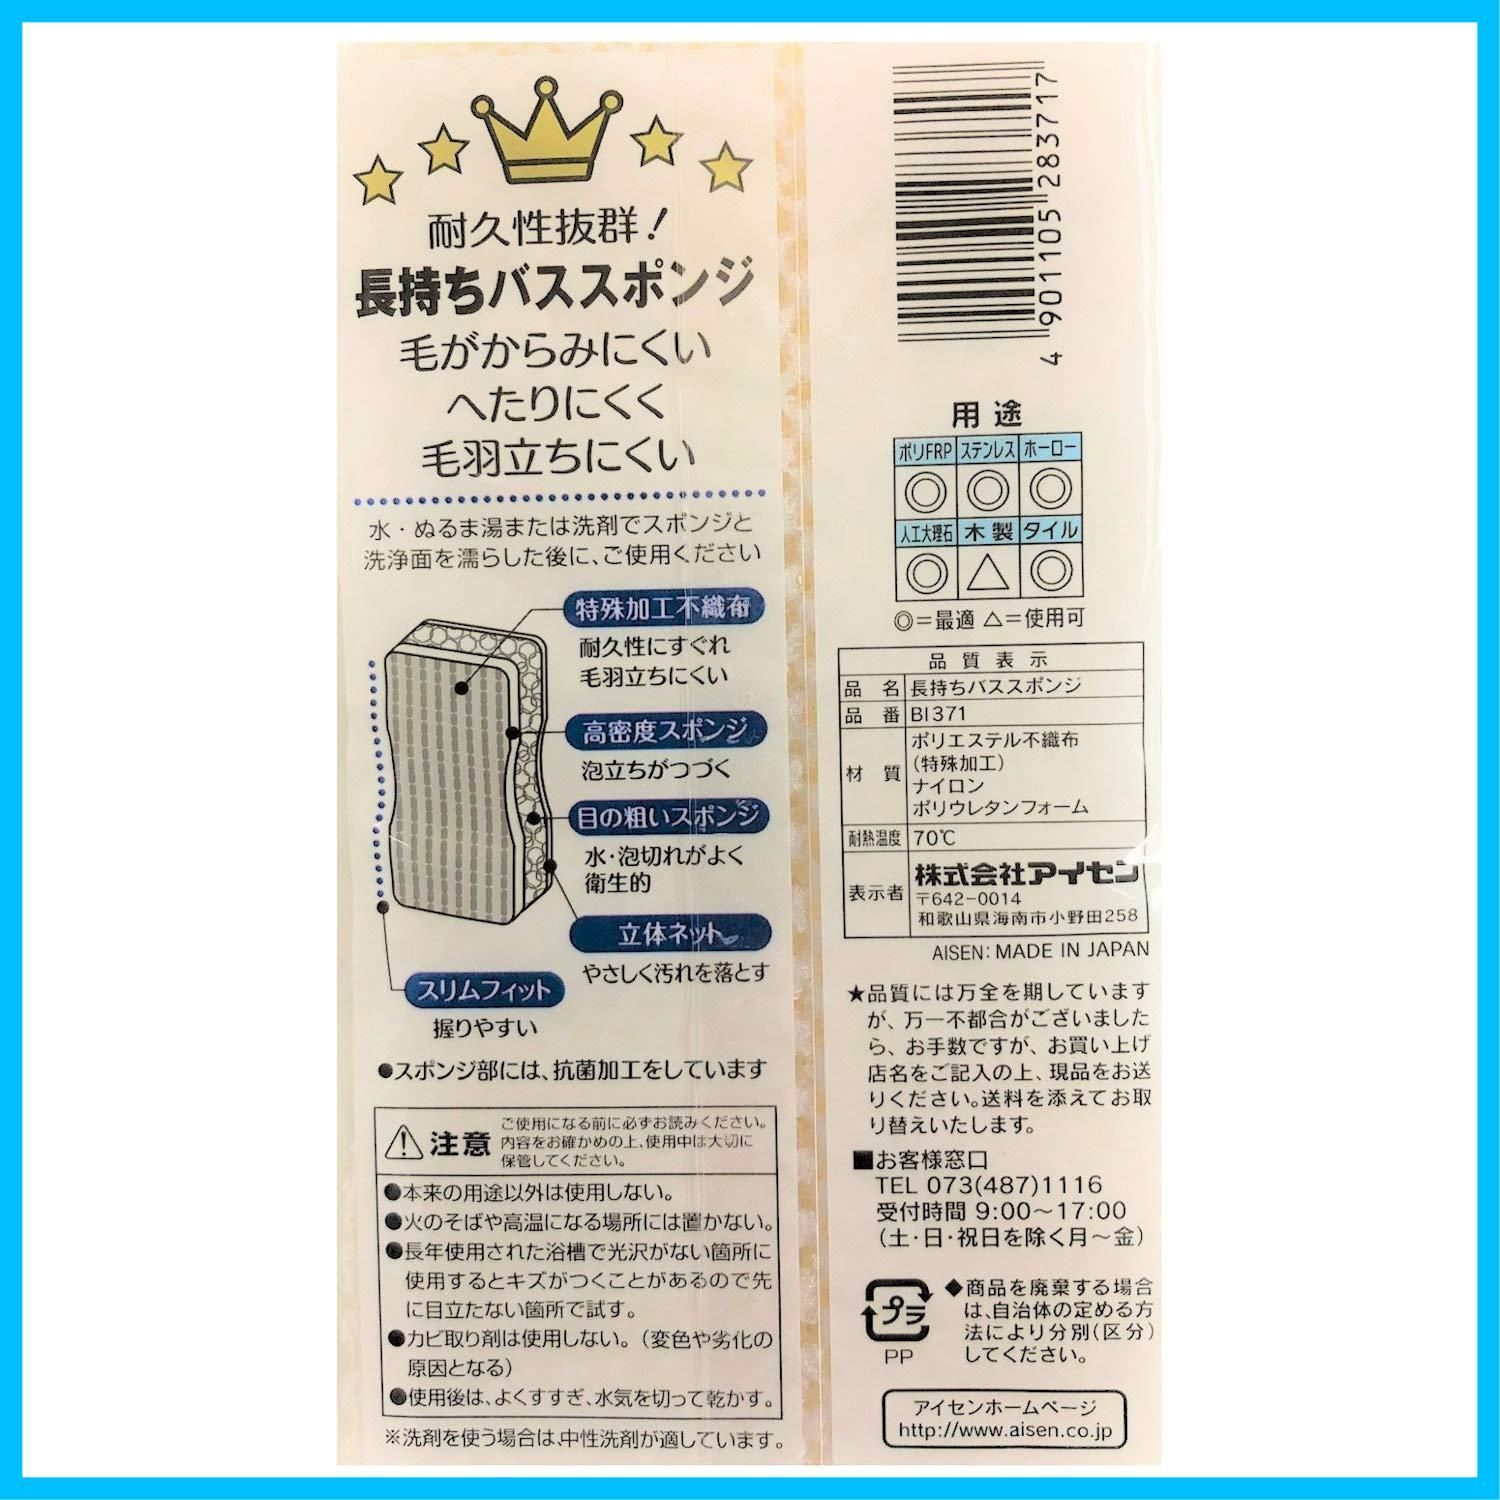 耐久性抜群!
長持ちバススポンジ
毛がからみにくい
へたりにくく
毛羽立ちにくい
水・ぬるま湯または洗剤でスポンジと
洗浄面を濡らした後に、ご使用ください
特殊加工不織布
耐久性にすぐれ
毛羽立ちにくい
高密度スポンジ
泡立ちがつづく
目の粗いスポンジ
水・泡切れがよく
衛生的
立体ネット
やさしく汚れを落とす
スリムフィット
握りやすい
●スポンジ部には、抗菌加工をしています
注意
ご使用になる前に必ずお読みください。
内容をお確かめの上、使用中は大切に
保管してください。
●本来の用途以外は使用しない。
●火のそばや高温になる場所には置かない。
●長年使用された浴槽で光沢がない箇所に
使用するとキズがつくことがあるので先
に目立たない箇所で試す。
●カビ取り剤は使用しない。(変色や劣化の
原因となる)
●使用後は、よくすすぎ、水気を切って乾かす。
※洗剤を使う場合は、中性洗剤が適しています。
4 901105 283717
用途
ポリFRP ステンレス ホーロー
◎ ◎ ◎
人工大理石 木製 タイル
◎ △ ◎
◎=最適 △=使用可
品質表示
品名 長持ちバススポンジ
品番 BI371
材質 ポリエステル不織布
(特殊加工)
ナイロン
ポリウレタンフォーム
耐熱温度 70℃
表示者 株式会社アイセン
〒642-0014
和歌山県海南市小野田258
AISEN: MADE IN JAPAN
★品質には万全を期しています
が、万一不都合がございました
ら、お手数ですが、お買い上げ
店名をご記入の上、現品をお送
りください。送料を添えてお取
り替えいたします。
■お客様窓口
TEL 073(487)1116
受付時間 9:00～17:00
(土・日・祝日を除く月～金)
プラ
PP
◆商品を廃棄する場合
は、自治体の定める方
法により分別(区分)
してください。
アイセンホームページ
http://www.aisen.co.jp